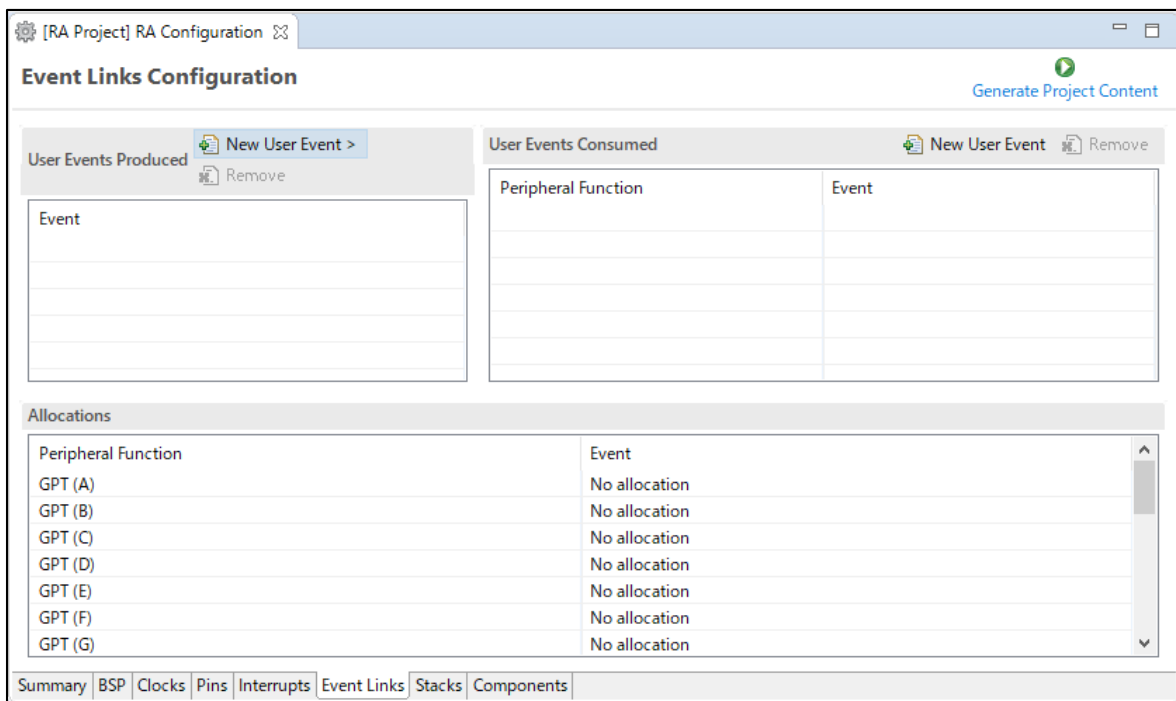 [RA Project] RA Configuration
Event Links Configuration
Generate Project Content
User Events Produced
New User Event >
Remove
Event
User Events Consumed
New User Event
Remove
Peripheral Function Event
Allocations
Peripheral Function Event
GPT (A) No allocation
GPT (B) No allocation
GPT (C) No allocation
GPT (D) No allocation
GPT (E) No allocation
GPT (F) No allocation
GPT (G) No allocation
Summary BSP Clocks Pins Interrupts Event Links Stacks Components